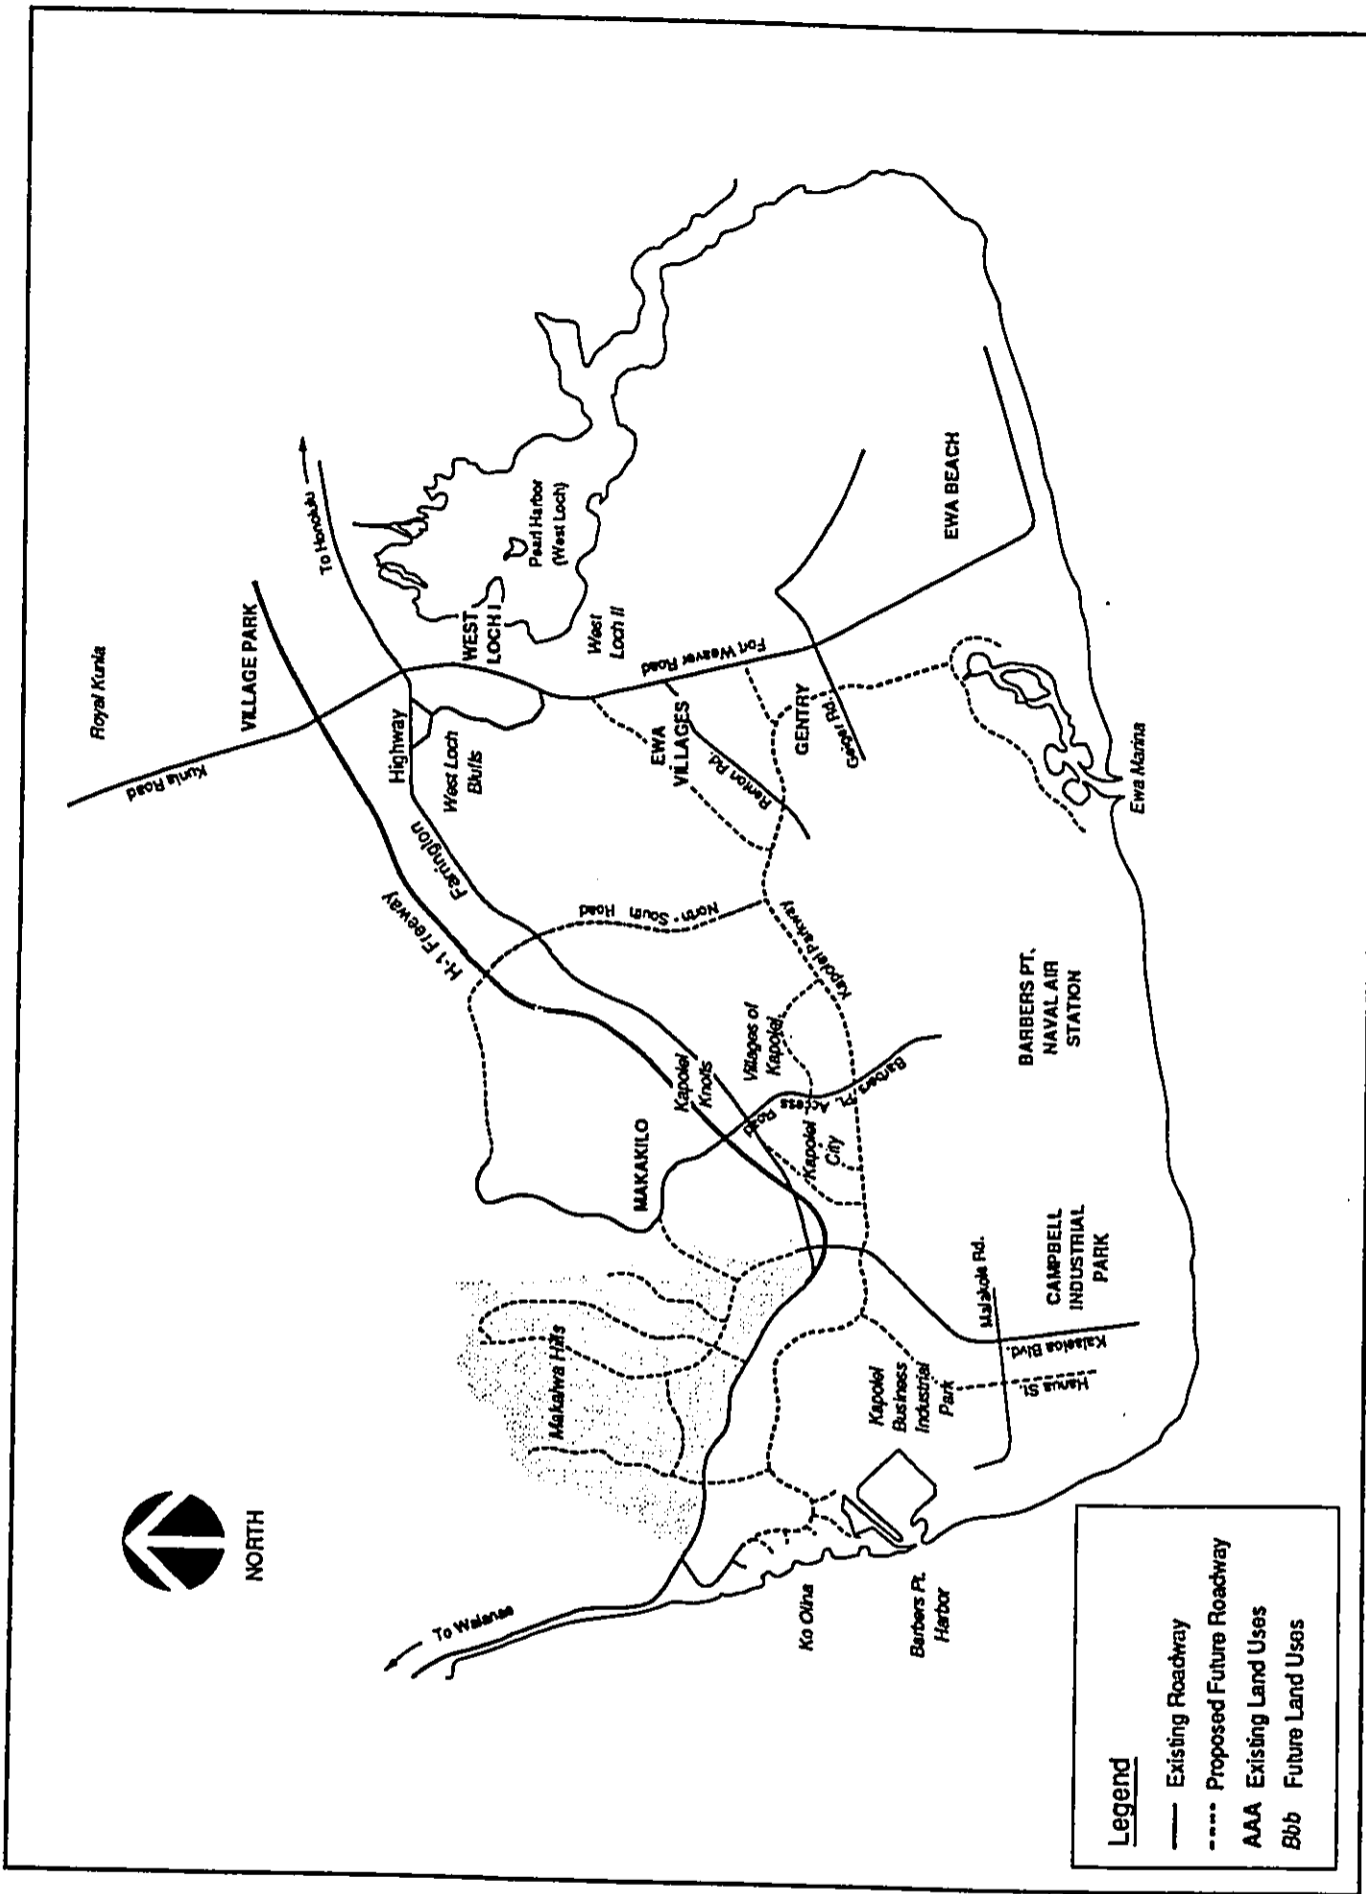 NORTH
Royal Kunia
Kunia Road
VILLAGE PARK
To Honolulu
H-1 Freeway
Farrington
Highway
West Loch
Bluffs
WEST
LOCH I
Pearl Harbor
(West Loch)
West
Loch II
Fort Weaver Road
EWA
VILLAGES
Renton Rd.
GENTRY
Geiger Rd.
EWA BEACH
Ewa Marina
North - South Road
Kapolei Parkway
Villages of
Kapolei
Kapolei
Knolls
MAKAKILO
Barbers Pt. Access Road
Kapolei
City
BARBERS PT.
NAVAL AIR
STATION
Makaiwa Hills
To Waianae
Ko Olina
Barbers Pt.
Harbor
Kapolei
Business
Industrial
Park
Malakole Rd.
Hanua St.
Kalaeloa Blvd.
CAMPBELL
INDUSTRIAL
PARK
Legend
Existing Roadway
Proposed Future Roadway
AAA Existing Land Uses
Bbb Future Land Uses